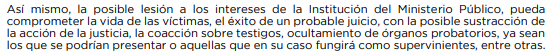 Así mismo, la posible lesión a los intereses de la Institución del Ministerio Público, pueda
comprometer la vida de las víctimas, el éxito de un probable juicio, con la posible sustracción de
la acción de la justicia, la coacción sobre testigos, ocultamiento de órganos probatorios, ya sean
los que se podrían presentar o aquellas que en su caso fungirá como supervinientes, entre otras.